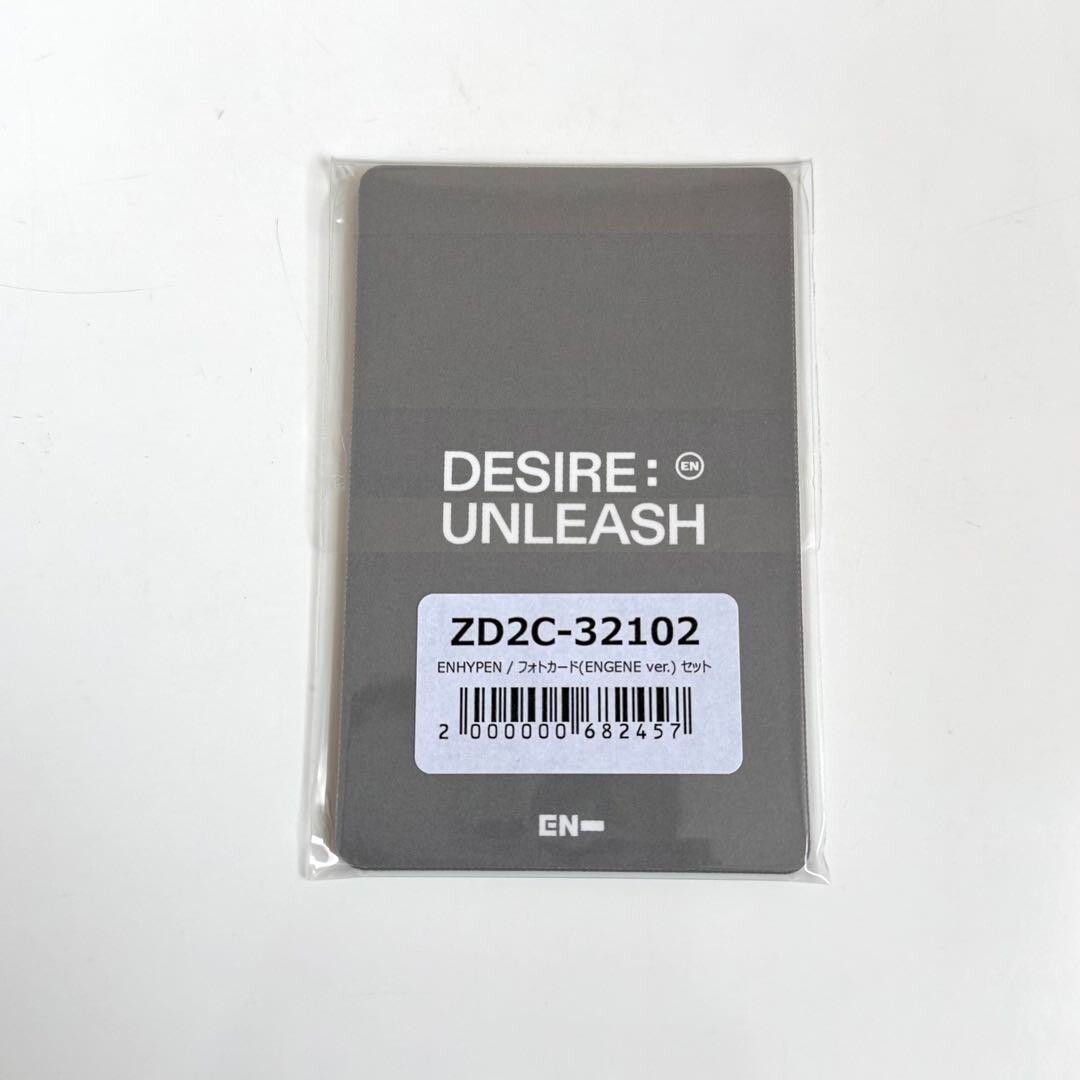 DESIRE: EN
UNLEASH
ZD2C-32102
ENHYPEN / フォトカード(ENGENE ver.) セット
2 000000 682457
EN-